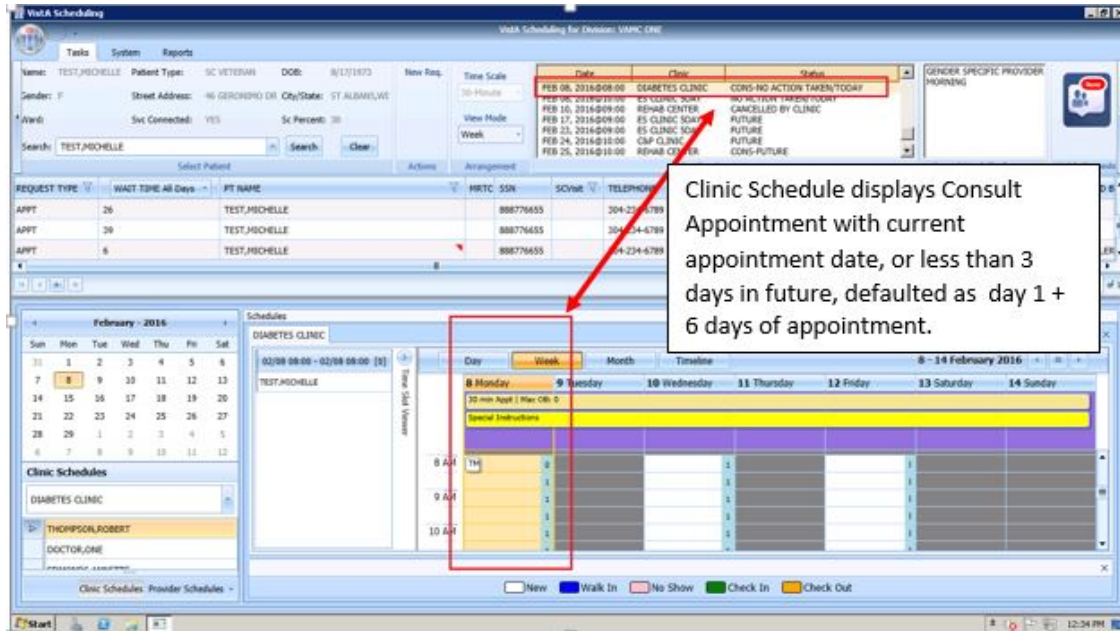 VistA Scheduling
VistA Scheduling for Division: VAMC ONE
Tasks System Reports
Name: TEST,MICHELLE Patient Type: SC VETERAN DOB: 8/17/1973
Gender: F Street Address: 46 GERONIMO DR City/State: ST ALBANS,WI
Ward: Svc Connected: YES Sc Percent: 30
Search: TEST,MICHELLE Search Clear
Select Patient
New Req.
Actions
Time Scale
30-Minute
View Mode
Week
Arrangement
Date Clinic Status
FEB 08, 2016@08:00 DIABETES CLINIC CONS-NO ACTION TAKEN/TODAY
FEB 08, 2016@10:00 ES CLINIC 5DAY NO ACTION TAKEN/TODAY
FEB 10, 2016@09:00 REHAB CENTER CANCELLED BY CLINIC
FEB 17, 2016@09:00 ES CLINIC 5DAY FUTURE
FEB 23, 2016@10:00 ES CLINIC 5DAY FUTURE
FEB 24, 2016@10:00 C&P CLINIC FUTURE
FEB 25, 2016@10:00 REHAB CENTER CONS-FUTURE
GENDER SPECIFIC PROVIDER
MORNING
Clinic Schedule displays Consult
Appointment with current
appointment date, or less than 3
days in future, defaulted as day 1 +
6 days of appointment.
REQUEST TYPE WAIT TIME All Days PT NAME MRTC SSN SCVisit
APPT 26 TEST,MICHELLE 888776655 304-234-6789
APPT 39 TEST,MICHELLE 888776655 304-234-6789
APPT 6 TEST,MICHELLE 888776655 304-234-6789
February - 2016
Sun Mon Tue Wed Thu Fri Sat
31 1 2 3 4 5 6
7 8 9 10 11 12 13
14 15 16 17 18 19 20
21 22 23 24 25 26 27
28 29 1 2 3 4 5
6 7 8 9 10 11 12
Clinic Schedules
DIABETES CLINIC
THOMPSON,ROBERT
DOCTOR,ONE
Clinic Schedules Provider Schedules
Schedules
DIABETES CLINIC
02/08 08:00 - 02/08 08:00 [5]
TEST,MICHELLE
Time Slot Viewer
Day Week Month Timeline 8 - 14 February 2016
8 Monday 9 Tuesday 10 Wednesday 11 Thursday 12 Friday 13 Saturday 14 Sunday
30 min Appt | Max OB: 0
Special Instructions
8 AM
9 AM
10 AM
New Walk In No Show Check In Check Out
Start
12:34 PM